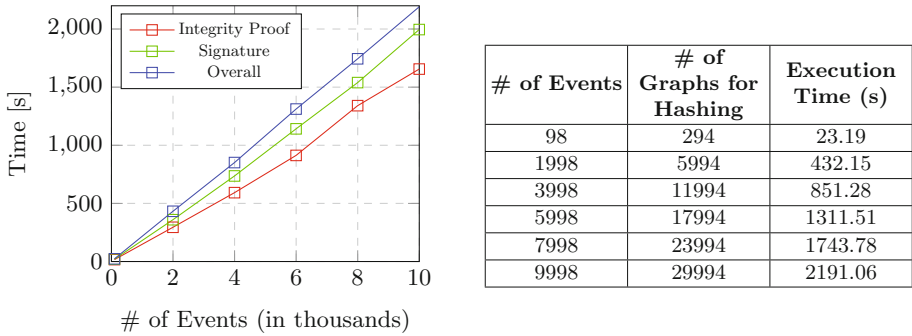 Integrity Proof
Signature
Overall
2,000
1,500
1,000
500
0
0 2 4 6 8 10
Time [s]
# of Events (in thousands)
# of Events # of Graphs for Hashing Execution Time (s)
98 294 23.19
1998 5994 432.15
3998 11994 851.28
5998 17994 1311.51
7998 23994 1743.78
9998 29994 2191.06